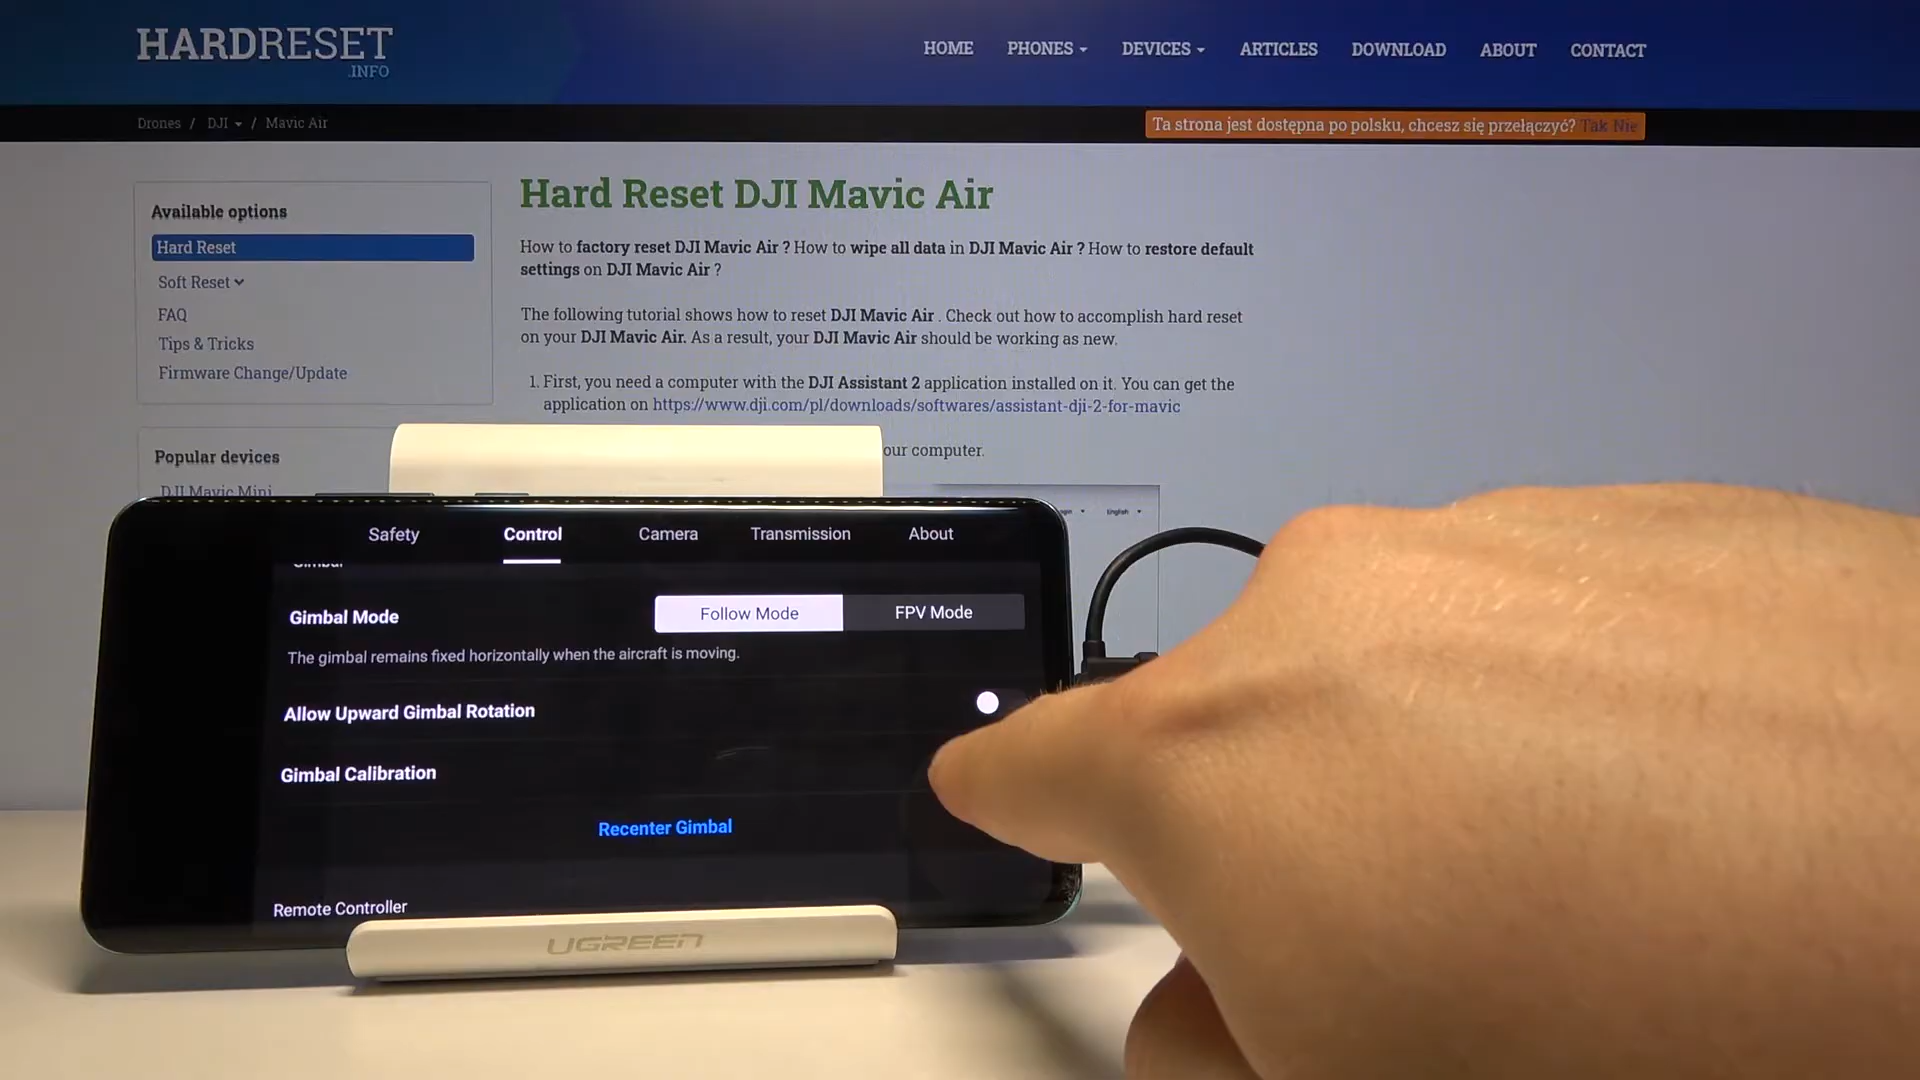 HARDRESET
.INFO
HOME PHONES DEVICES ARTICLES DOWNLOAD ABOUT CONTACT
Drones / DJI / Mavic Air
Ta strona jest dostępna po polsku, chcesz się przełączyć? Tak Nie
Available options
Hard Reset
Soft Reset
FAQ
Tips & Tricks
Firmware Change/Update
Popular devices
DJI Mavic Mini
Hard Reset DJI Mavic Air
How to factory reset DJI Mavic Air ? How to wipe all data in DJI Mavic Air ? How to restore default
settings on DJI Mavic Air ?
The following tutorial shows how to reset DJI Mavic Air . Check out how to accomplish hard reset
on your DJI Mavic Air. As a result, your DJI Mavic Air should be working as new.
1. First, you need a computer with the DJI Assistant 2 application installed on it. You can get the
application on https://www.dji.com/pl/downloads/softwares/assistant-dji-2-for-mavic
our computer.
English
Safety Control Camera Transmission About
Gimbal
Gimbal Mode Follow Mode FPV Mode
The gimbal remains fixed horizontally when the aircraft is moving.
Allow Upward Gimbal Rotation
Gimbal Calibration
Recenter Gimbal
Remote Controller
UGREEN